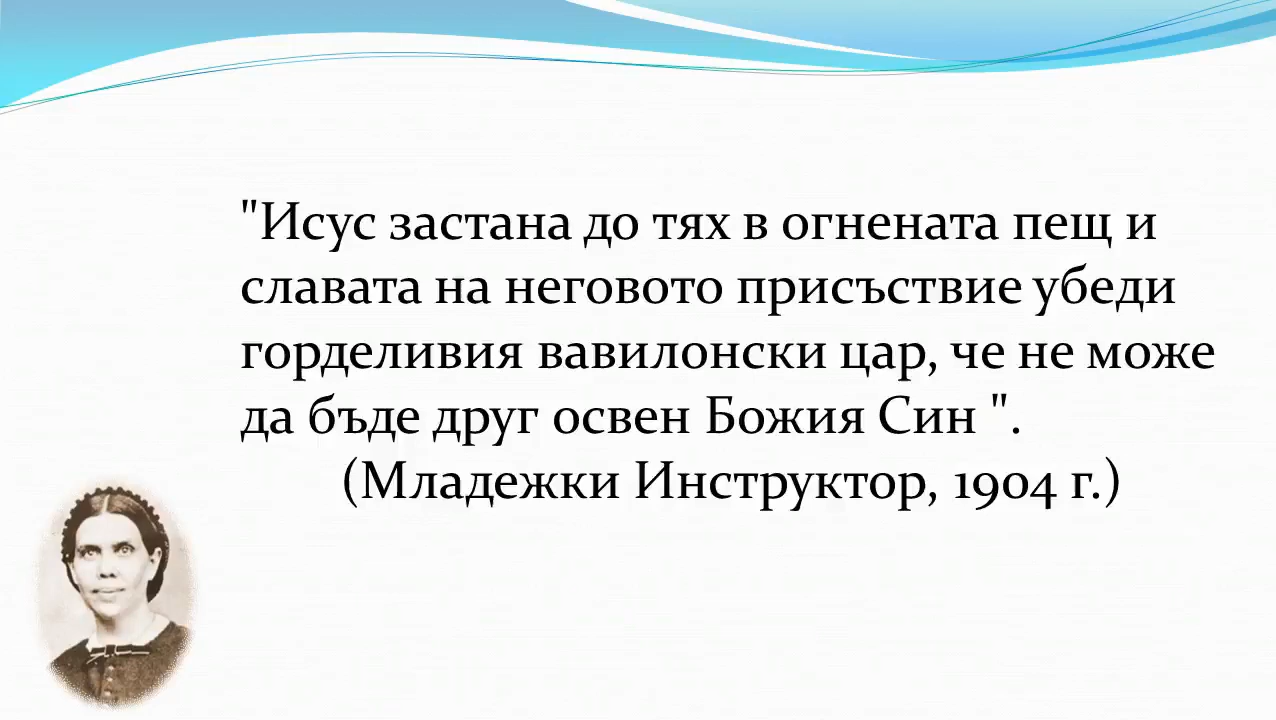 "Исус застана до тях в огнената пещ и
славата на неговото присъствие убеди
горделивия вавилонски цар, че не може
да бъде друг освен Божия Син ".
(Младежки Инструктор, 1904 г.)